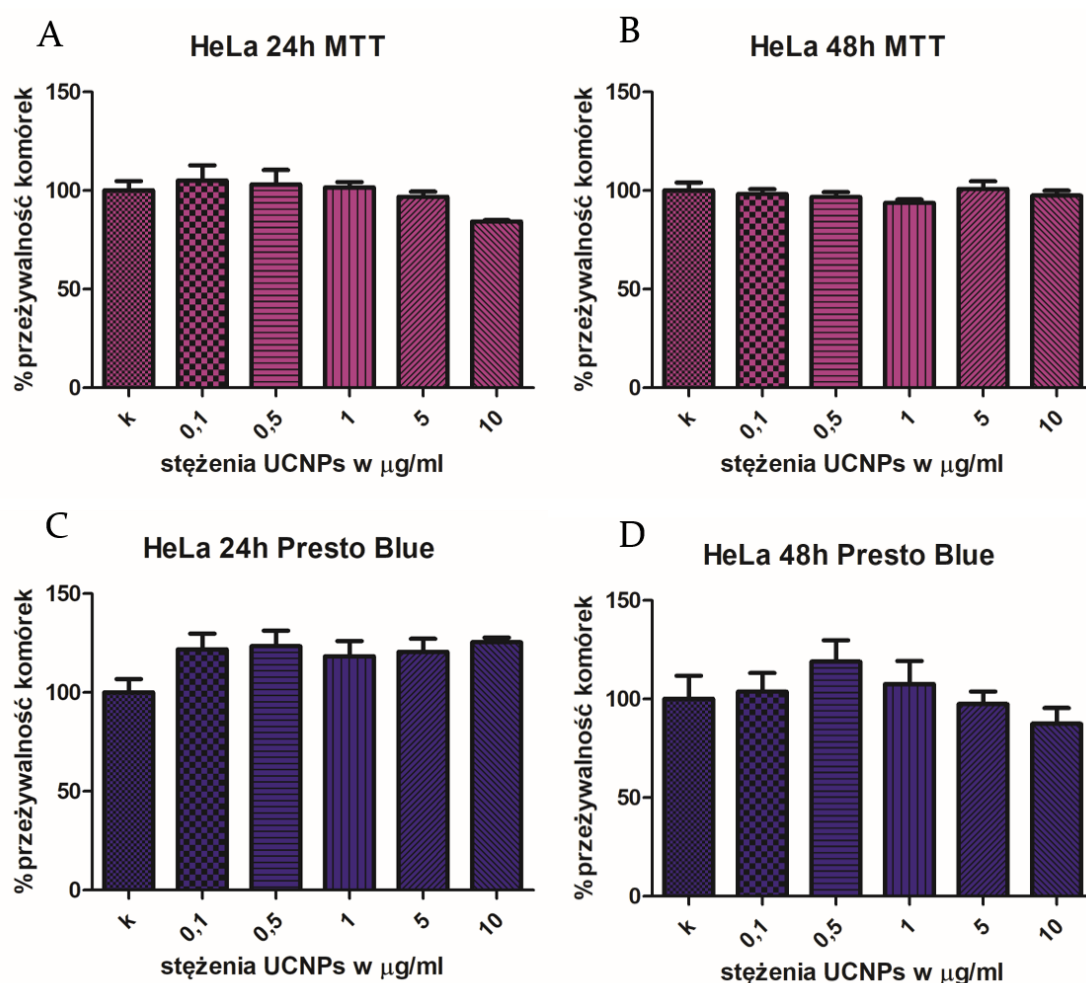 A
HeLa 24h MTT
%przeżywalność komórek
150
100
50
0
k
0,1
0,5
1
5
10
stężenia UCNPs w μg/ml
B
HeLa 48h MTT
%przeżywalność komórek
150
100
50
0
k
0,1
0,5
1
5
10
stężenia UCNPs w μg/ml
C
HeLa 24h Presto Blue
%przeżywalność komórek
150
100
50
0
k
0,1
0,5
1
5
10
stężenia UCNPs w μg/ml
D
HeLa 48h Presto Blue
%przeżywalność komórek
150
100
50
0
k
0,1
0,5
1
5
10
stężenia UCNPs w μg/ml